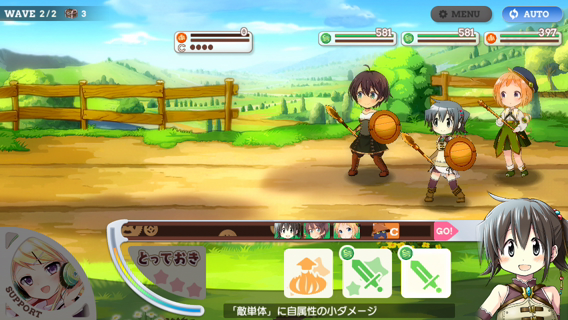 WAVE 2/2 3
MENU
AUTO
0
C
581
581
397
C
GO!
とっておき
SUPPORT
「敵単体」に自属性の小ダメージ